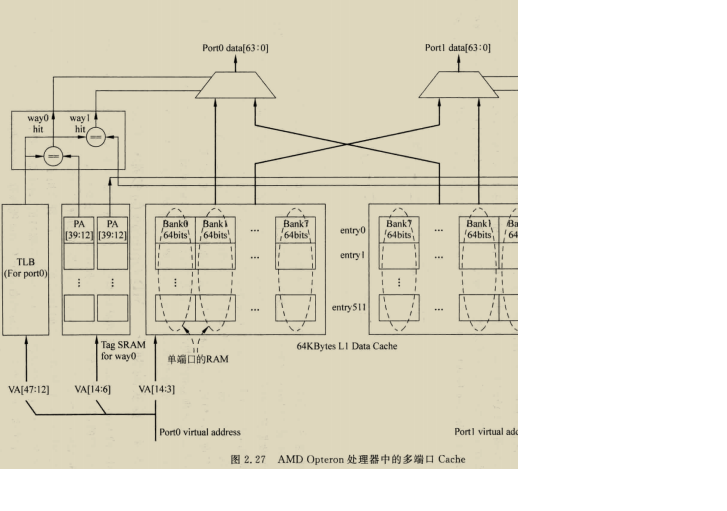 Port0 data[63:0]
Port1 data[63:0]
way0 hit
way1 hit
==
==
TLB
(For port0)
PA
[39:12]
PA
[39:12]
Bank0
64bits
Bank1
64bits
...
Bank7
64bits
entry0
entry1
entry511
Bank7
64bits
...
Bank1
64bits
Ba
64
Tag SRAM
for way0
单端口的RAM
64KBytes L1 Data Cache
VA[47:12]
VA[14:6]
VA[14:3]
Port0 virtual address
Port1 virtual add
图 2.27 AMD Opteron 处理器中的多端口 Cache